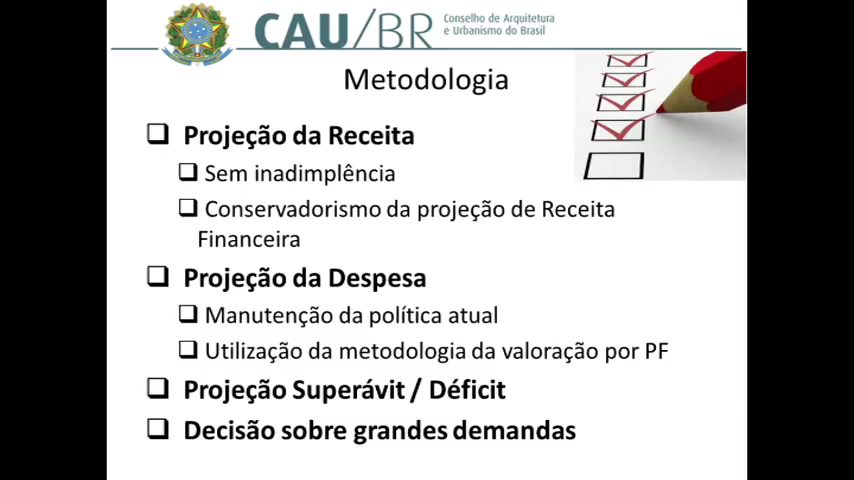 CAU/BR
Conselho de Arquitetura
e Urbanismo do Brasil
Metodologia
Projeção da Receita
Sem inadimplência
Conservadorismo da projeção de Receita
Financeira
Projeção da Despesa
Manutenção da política atual
Utilização da metodologia da valoração por PF
Projeção Superávit / Déficit
Decisão sobre grandes demandas